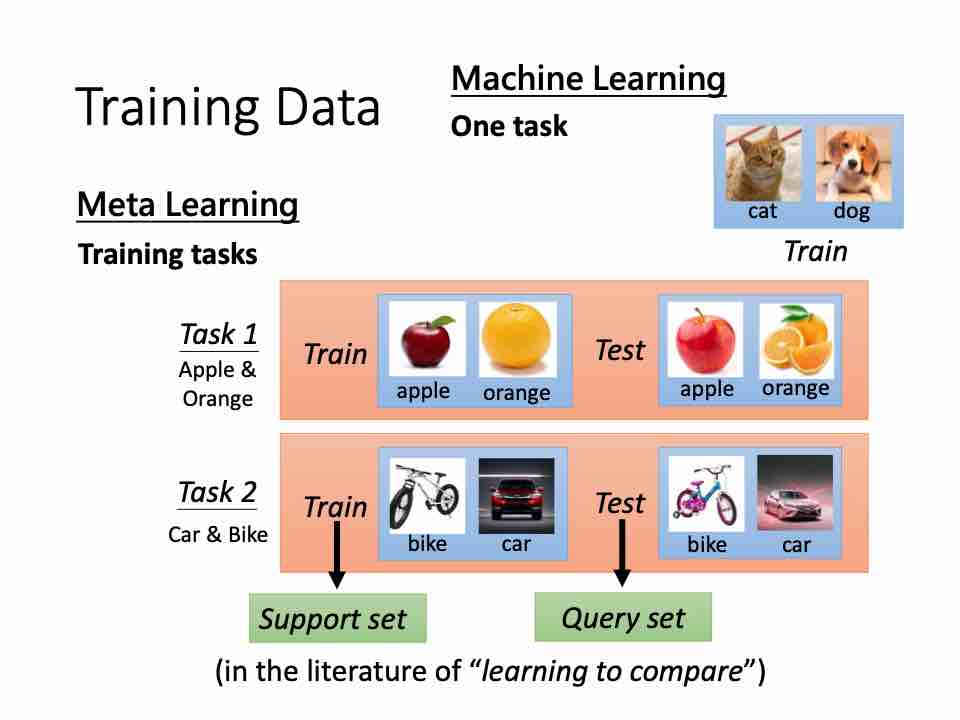 Training Data
Machine Learning
One task
cat dog
Train
Meta Learning
Training tasks
Task 1
Apple &
Orange
Train
apple orange
Test
apple orange
Task 2
Car & Bike
Train
bike car
Test
bike car
Support set
Query set
(in the literature of “learning to compare”)